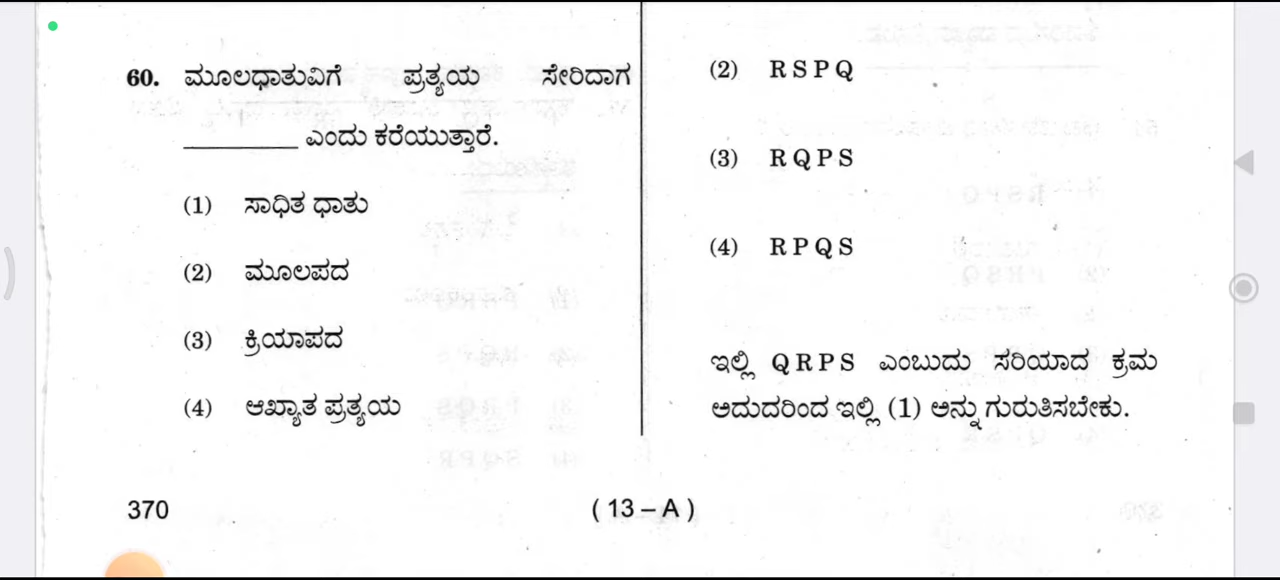 60. ಮೂಲಧಾತುವಿಗೆ ಪ್ರತ್ಯಯ ಸೇರಿದಾಗ
________ ಎಂದು ಕರೆಯುತ್ತಾರೆ.
(1) ಸಾಧಿತ ಧಾತು
(2) ಮೂಲಪದ
(3) ಕ್ರಿಯಾಪದ
(4) ಆಖ್ಯಾತ ಪ್ರತ್ಯಯ
(2) R S P Q
(3) R Q P S
(4) R P Q S
ಇಲ್ಲಿ Q R P S ಎಂಬುದು ಸರಿಯಾದ ಕ್ರಮ
ಅದುದರಿಂದ ಇಲ್ಲಿ (1) ಅನ್ನು ಗುರುತಿಸಬೇಕು.
370
( 13 – A )